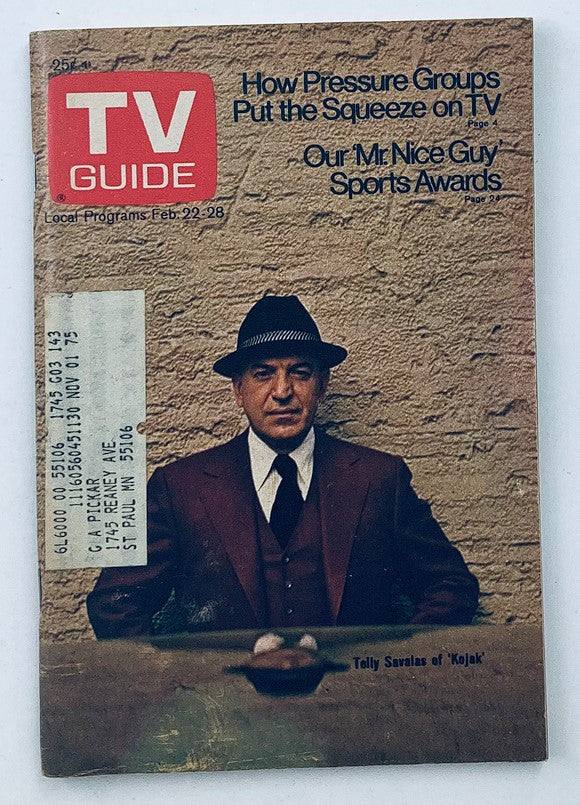 25¢
TV
GUIDE
®
Local Programs Feb. 22-28
How Pressure Groups
Put the Squeeze on TV
Page 4
Our 'Mr. Nice Guy'
Sports Awards
Page 24
6L6000 00 55106 1745 G03 143
11160560451130 NOV 01 75
G A PICKAR
1745 REANEY AVE
ST PAUL MN 55106
Telly Savalas of 'Kojak'